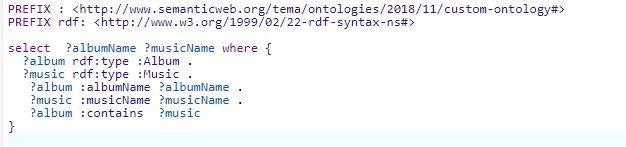 PREFIX : <http://www.semanticweb.org/tema/ontologies/2018/11/custom-ontology#>
PREFIX rdf: <http://www.w3.org/1999/02/22-rdf-syntax-ns#>
select ?albumName ?musicName where {
?album rdf:type :Album .
?music rdf:type :Music .
?album :albumName ?albumName .
?music :musicName ?musicName .
?album :contains ?music
}